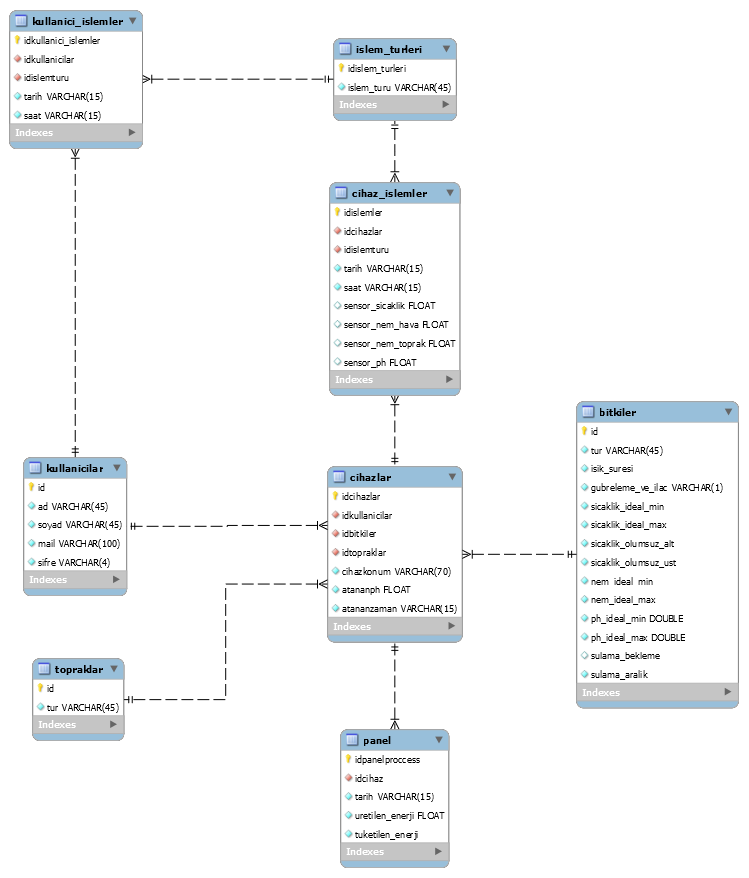 kullanici_islemler
idkullanici_islemler
idkullanicilar
idislemturu
tarih VARCHAR(15)
saat VARCHAR(15)
Indexes
islem_turleri
idislem_turleri
islem_turu VARCHAR(45)
Indexes
cihaz_islemler
idislemler
idcihazlar
idislemturu
tarih VARCHAR(15)
saat VARCHAR(15)
sensor_sicaklik FLOAT
sensor_nem_hava FLOAT
sensor_nem_toprak FLOAT
sensor_ph FLOAT
Indexes
bitkiler
id
tur VARCHAR(45)
isik_suresi
gubreleme_ve_ilac VARCHAR(1)
sicaklik_ideal_min
sicaklik_ideal_max
sicaklik_olumsuz_alt
sicaklik_olumsuz_ust
nem_ideal_min
nem_ideal_max
ph_ideal_min DOUBLE
ph_ideal_max DOUBLE
sulama_bekleme
sulama_aralik
Indexes
kullanicilar
id
ad VARCHAR(45)
soyad VARCHAR(45)
mail VARCHAR(100)
sifre VARCHAR(4)
Indexes
cihazlar
idcihazlar
idkullanicilar
idbitkiler
idtopraklar
cihazkonum VARCHAR(70)
atananph FLOAT
atananzaman VARCHAR(15)
Indexes
topraklar
id
tur VARCHAR(45)
Indexes
panel
idpanelproccess
idcihaz
tarih VARCHAR(15)
uretilen_enerji FLOAT
tuketilen_enerji
Indexes